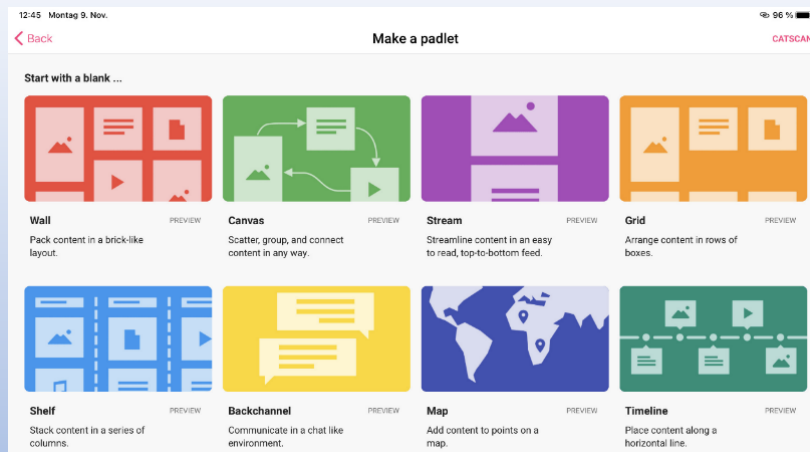 12:45 Montag 9. Nov.
96 %
Back
Make a padlet
CATSCAN
Start with a blank ...
Wall PREVIEW
Pack content in a brick-like
layout.
Canvas PREVIEW
Scatter, group, and connect
content in any way.
Stream PREVIEW
Streamline content in an easy
to read, top-to-bottom feed.
Grid PREVIEW
Arrange content in rows of
boxes.
Shelf PREVIEW
Stack content in a series of
columns.
Backchannel PREVIEW
Communicate in a chat like
environment.
Map PREVIEW
Add content to points on a
map.
Timeline PREVIEW
Place content along a
horizontal line.